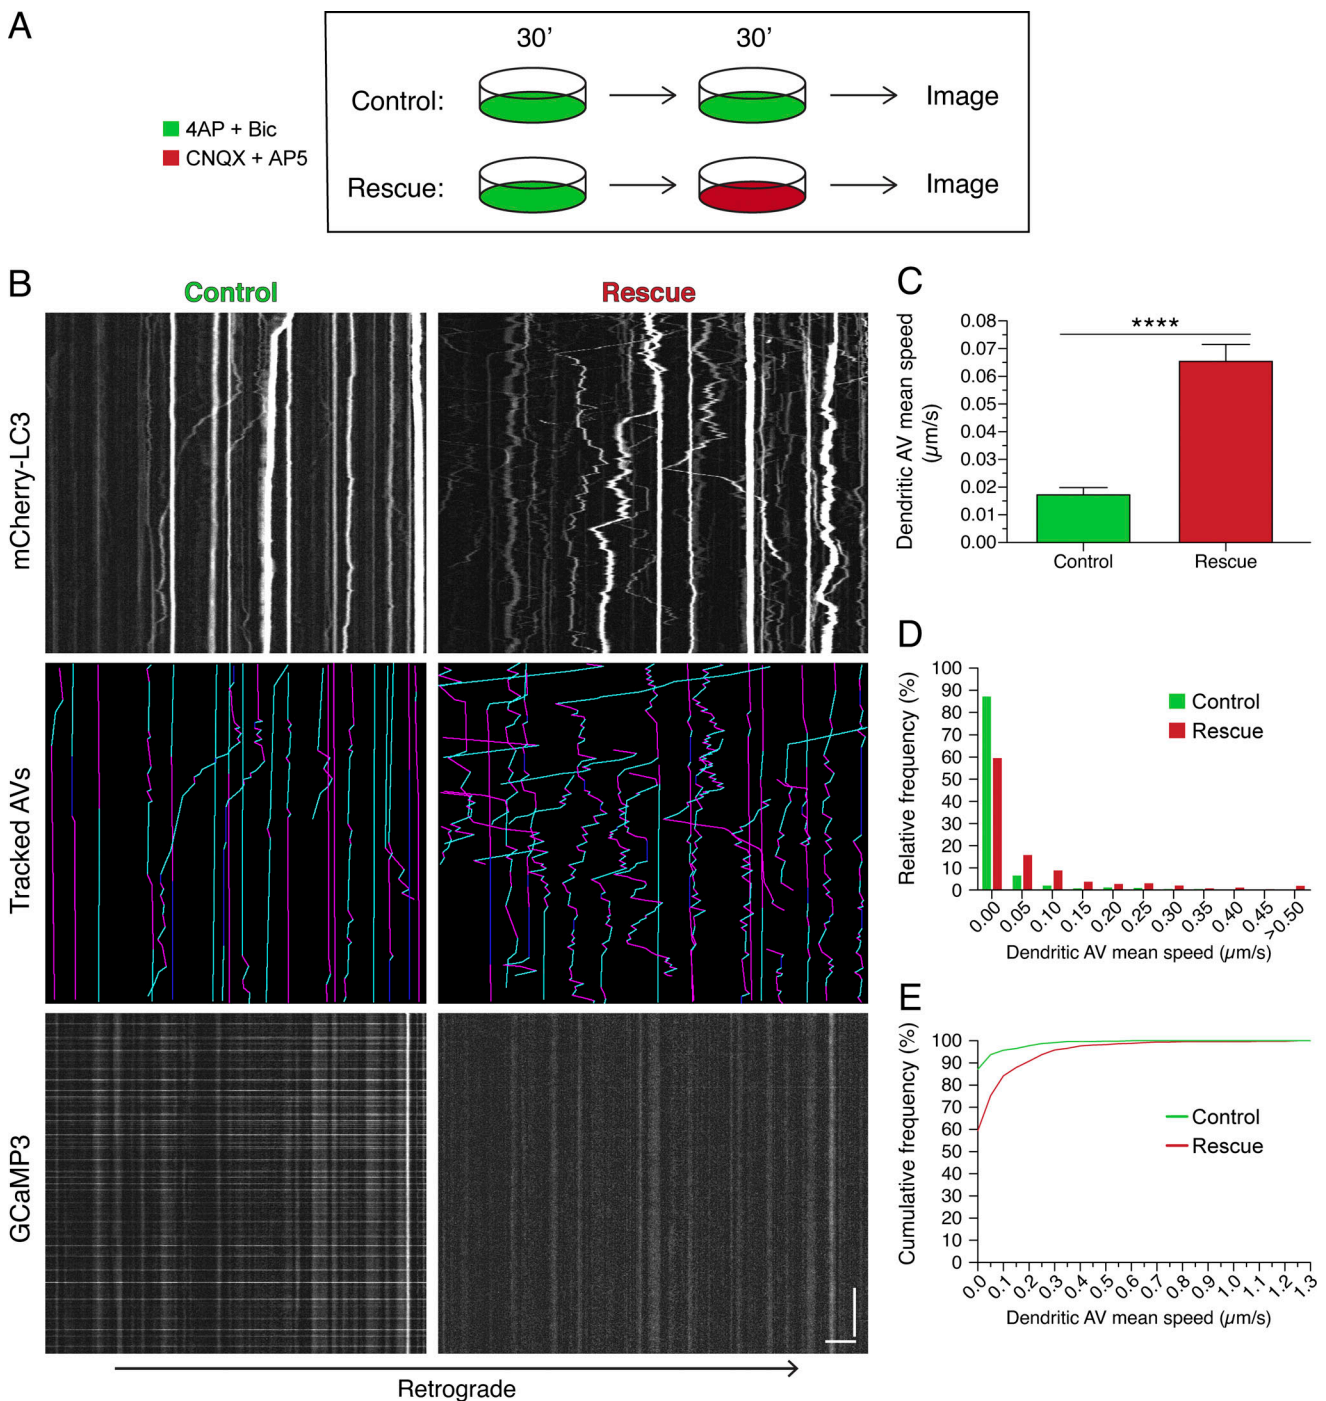 A
30’ 30’
Control: Image
4AP + Bic
CNQX + AP5
Rescue: Image
B
Control Rescue
mCherry-LC3
Tracked AVs
GCaMP3
Retrograde
C
Dendritic AV mean speed
(µm/s)
0.08
0.07
0.06
0.05
0.04
0.03
0.02
0.01
0.00
****
Control Rescue
D
Relative frequency (%)
100
90
80
70
60
50
40
30
20
10
0
Control
Rescue
0.00 0.05 0.10 0.15 0.20 0.25 0.30 0.35 0.40 0.45 >0.50
Dendritic AV mean speed (µm/s)
E
Cumulative frequency (%)
100
90
80
70
60
50
40
30
20
10
0
Control
Rescue
0.0 0.1 0.2 0.3 0.4 0.5 0.6 0.7 0.8 0.9 1.0 1.1 1.2 1.3
Dendritic AV mean speed (µm/s)